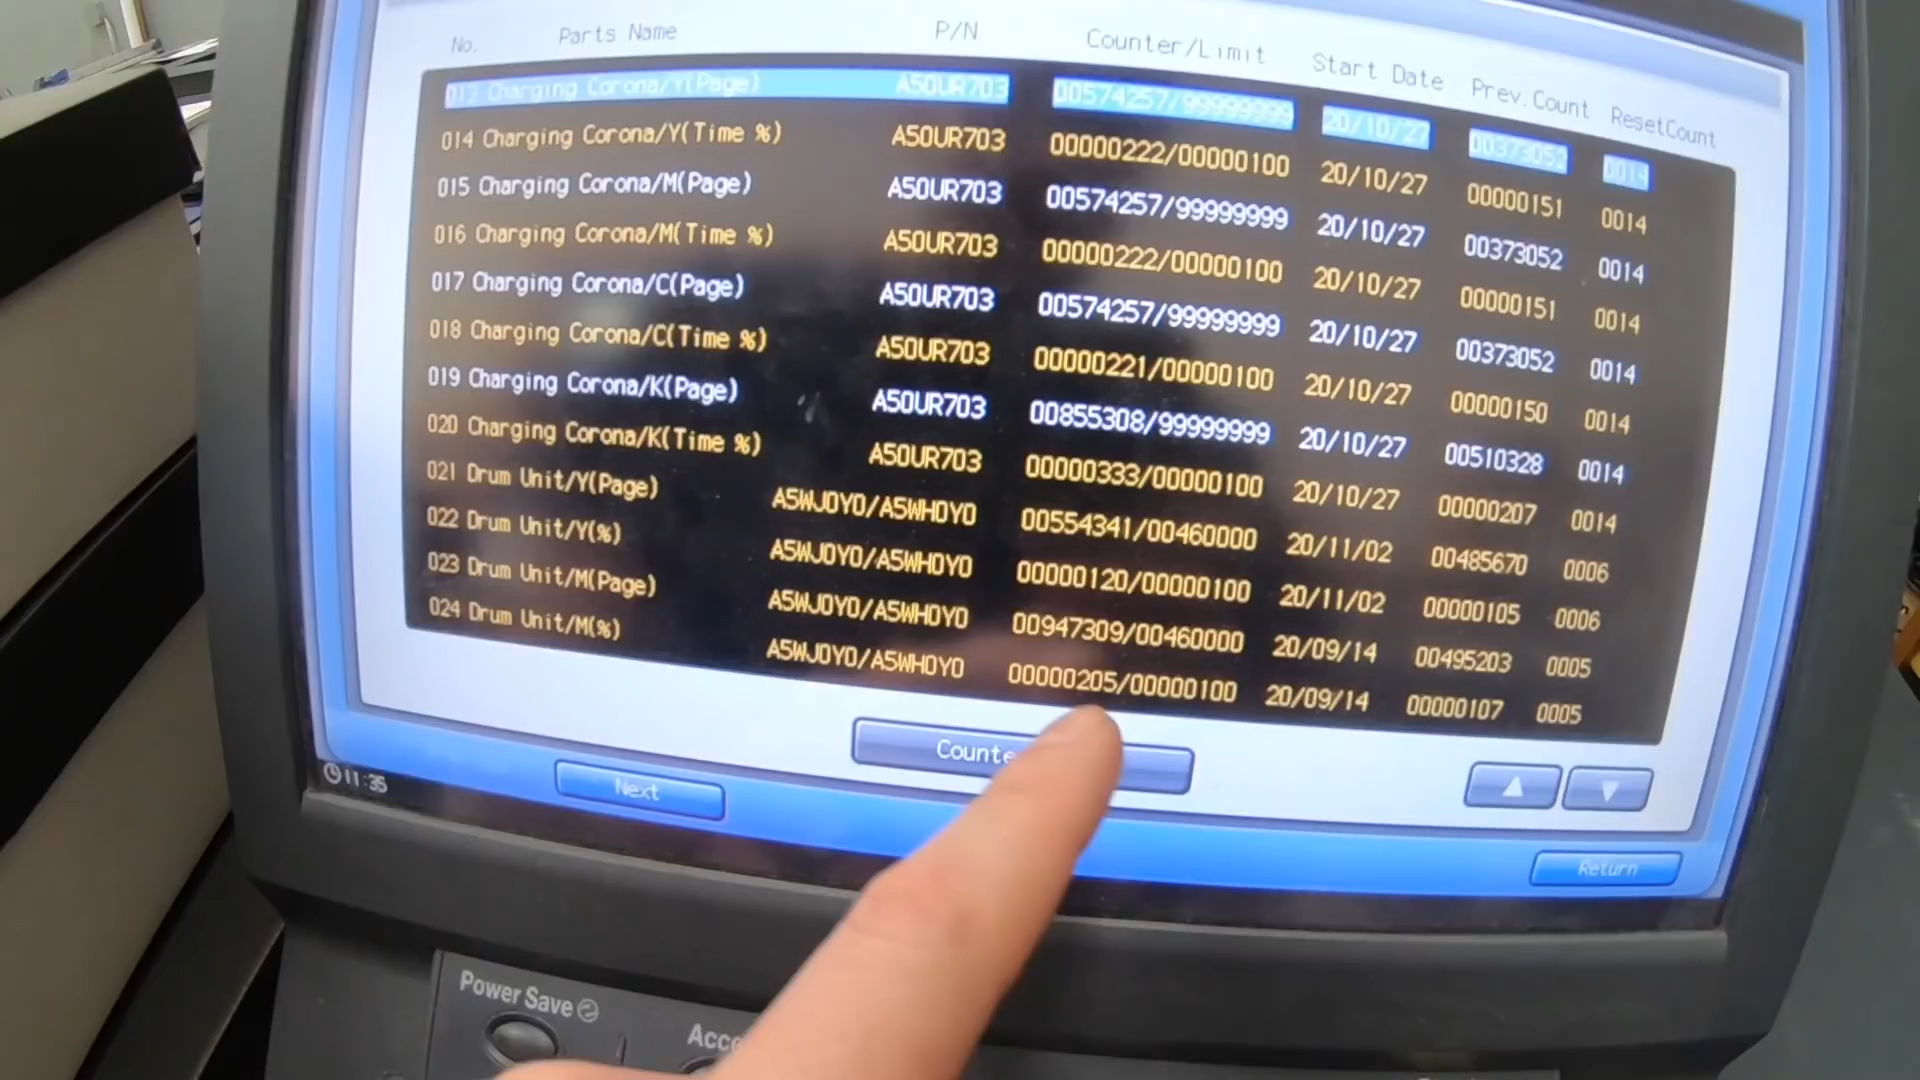 No. Parts Name P/N Counter/Limit Start Date Prev.Count ResetCount
013 Charging Corona/Y(Page) A50UR703 00574257/99999999 20/10/27 00373052 0014
014 Charging Corona/Y(Time %) A50UR703 00000222/00000100 20/10/27 00000151 0014
015 Charging Corona/M(Page) A50UR703 00574257/99999999 20/10/27 00373052 0014
016 Charging Corona/M(Time %) A50UR703 00000222/00000100 20/10/27 00000151 0014
017 Charging Corona/C(Page) A50UR703 00574257/99999999 20/10/27 00373052 0014
018 Charging Corona/C(Time %) A50UR703 00000221/00000100 20/10/27 00000150 0014
019 Charging Corona/K(Page) A50UR703 00855308/99999999 20/10/27 00510328 0014
020 Charging Corona/K(Time %) A50UR703 00000333/00000100 20/10/27 00000207 0014
021 Drum Unit/Y(Page) A5WJ0Y0/A5WH0Y0 00554341/00460000 20/11/02 00485670 0006
022 Drum Unit/Y(%) A5WJ0Y0/A5WH0Y0 00000120/00000100 20/11/02 00000105 0006
023 Drum Unit/M(Page) A5WJ0Y0/A5WH0Y0 00947309/00460000 20/09/14 00495203 0005
024 Drum Unit/M(%) A5WJ0Y0/A5WH0Y0 00000205/00000100 20/09/14 00000107 0005
Counte
11:35
Next
Return
Power Save
Acce